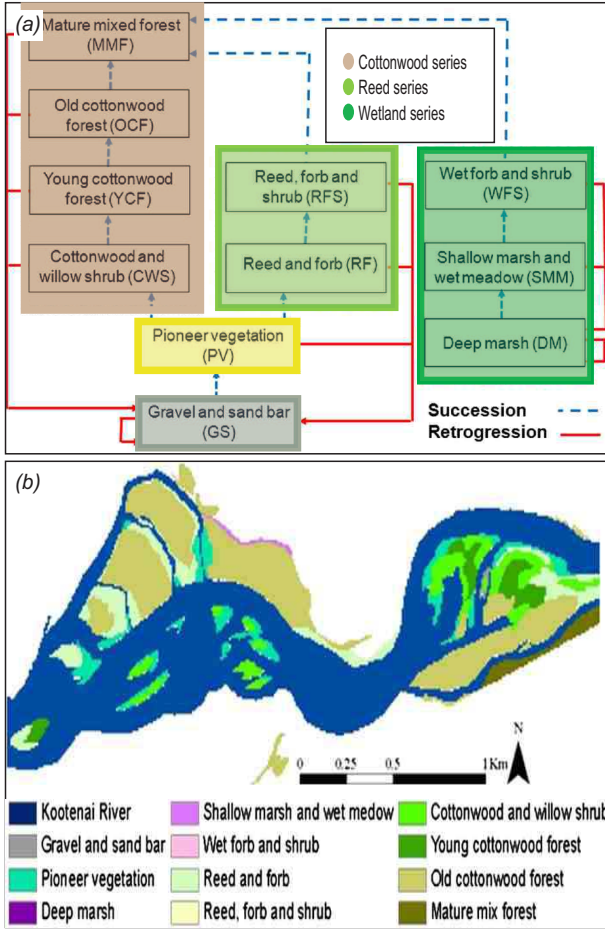 (a)
Mature mixed forest
(MMF)
Cottonwood series
Reed series
Wetland series
Old cottonwood
forest (OCF)
Young cottonwood
forest (YCF)
Reed, forb and
shrub (RFS)
Wet forb and shrub
(WFS)
Cottonwood and
willow shrub (CWS)
Reed and forb (RF)
Shallow marsh and
wet meadow (SMM)
Pioneer vegetation
(PV)
Deep marsh (DM)
Gravel and sand bar
(GS)
Succession
Retrogression
(b)
N
0 0.25 0.5 1Km
Kootenai River
Shallow marsh and wet medow
Cottonwood and willow shrub
Gravel and sand bar
Wet forb and shrub
Young cottonwood forest
Pioneer vegetation
Reed and forb
Old cottonwood forest
Deep marsh
Reed, forb and shrub
Mature mix forest